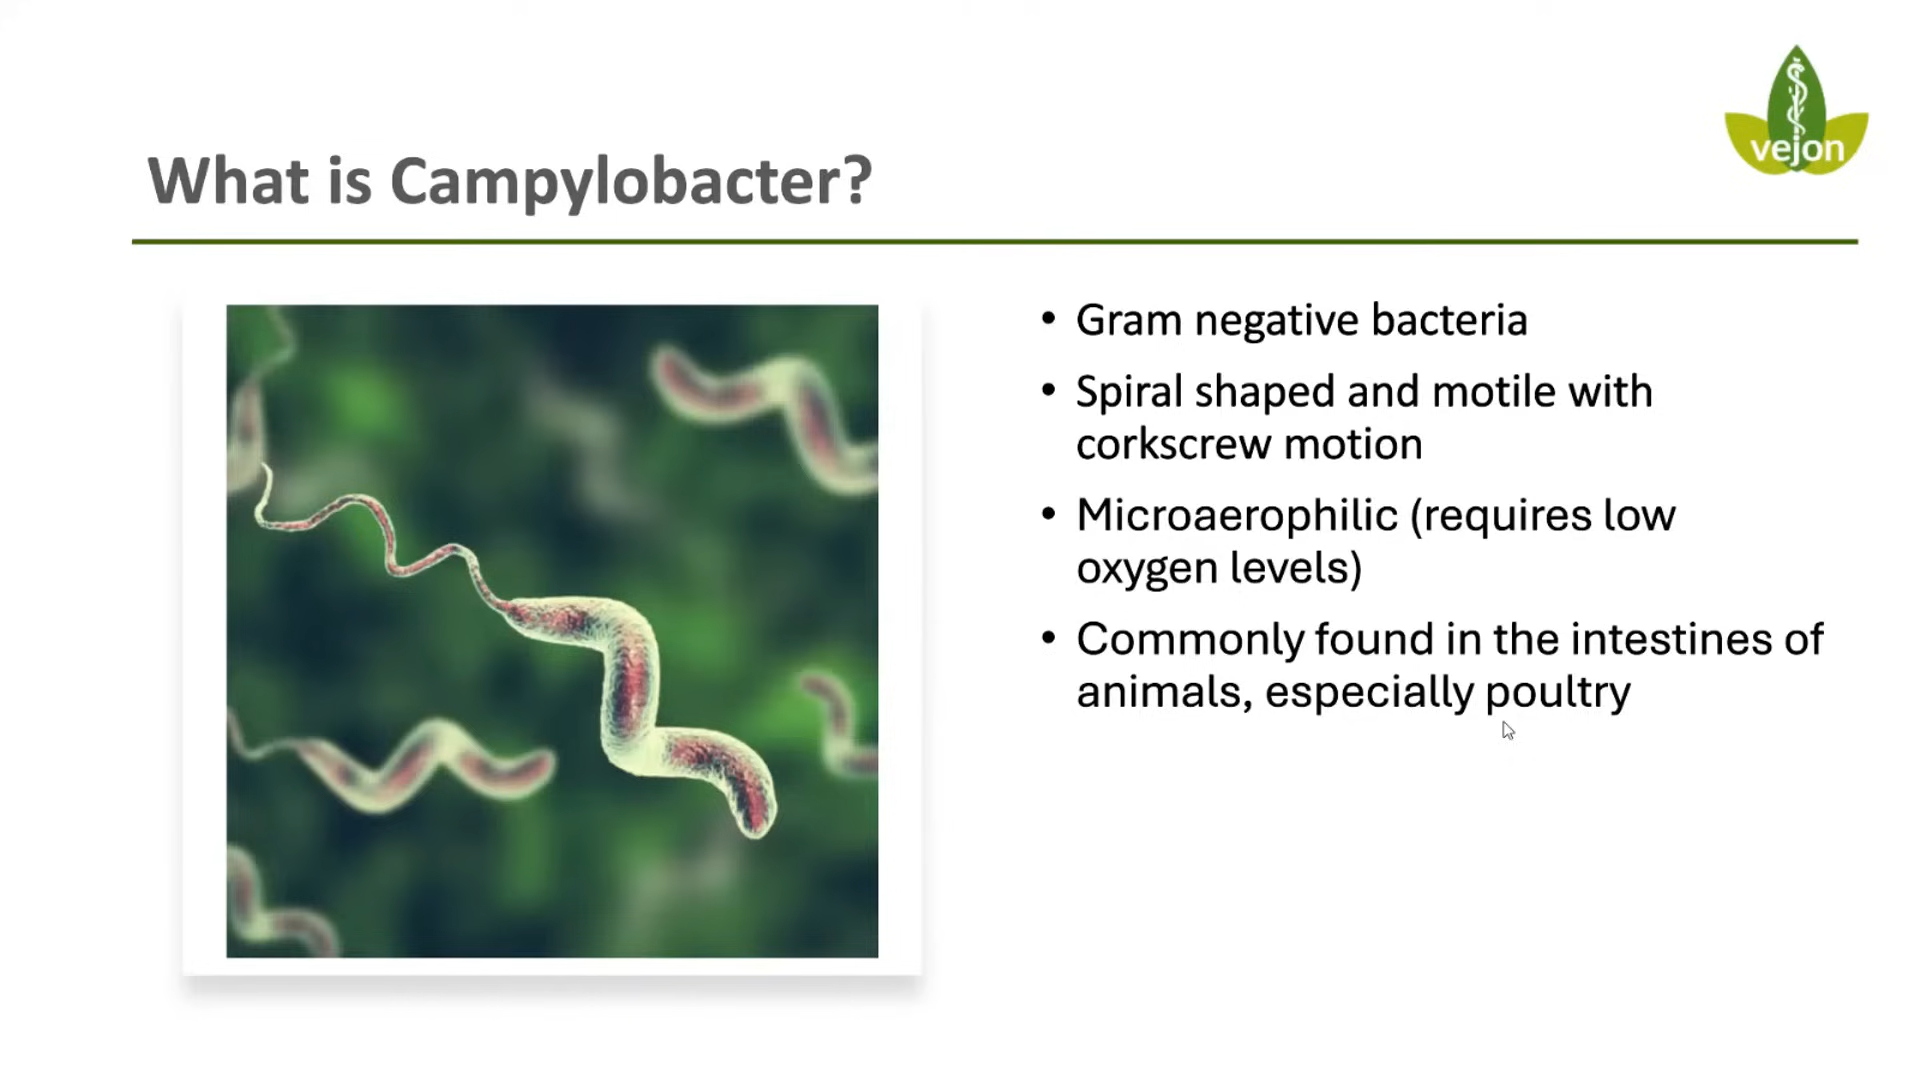 vejon
What is Campylobacter?
• Gram negative bacteria
• Spiral shaped and motile with
corkscrew motion
• Microaerophilic (requires low
oxygen levels)
• Commonly found in the intestines of
animals, especially poultry